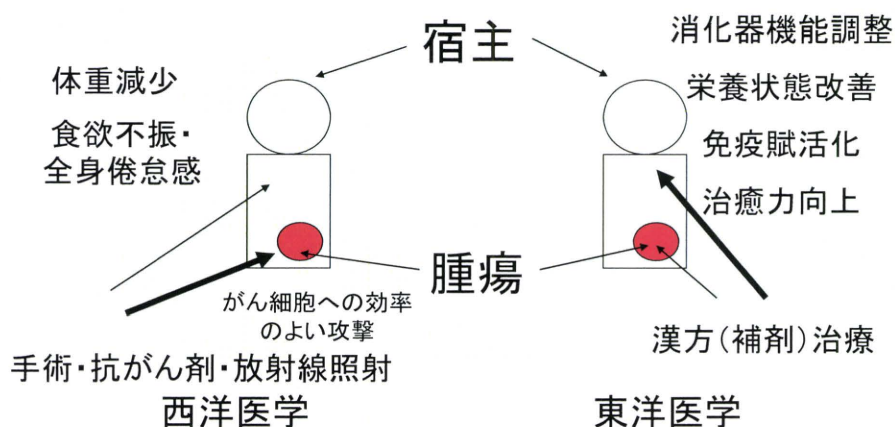 宿主
体重減少
食欲不振・
全身倦怠感
消化器機能調整
栄養状態改善
免疫賦活化
治癒力向上
腫瘍
がん細胞への効率
のよい攻撃
手術・抗がん剤・放射線照射
西洋医学
漢方(補剤)治療
東洋医学